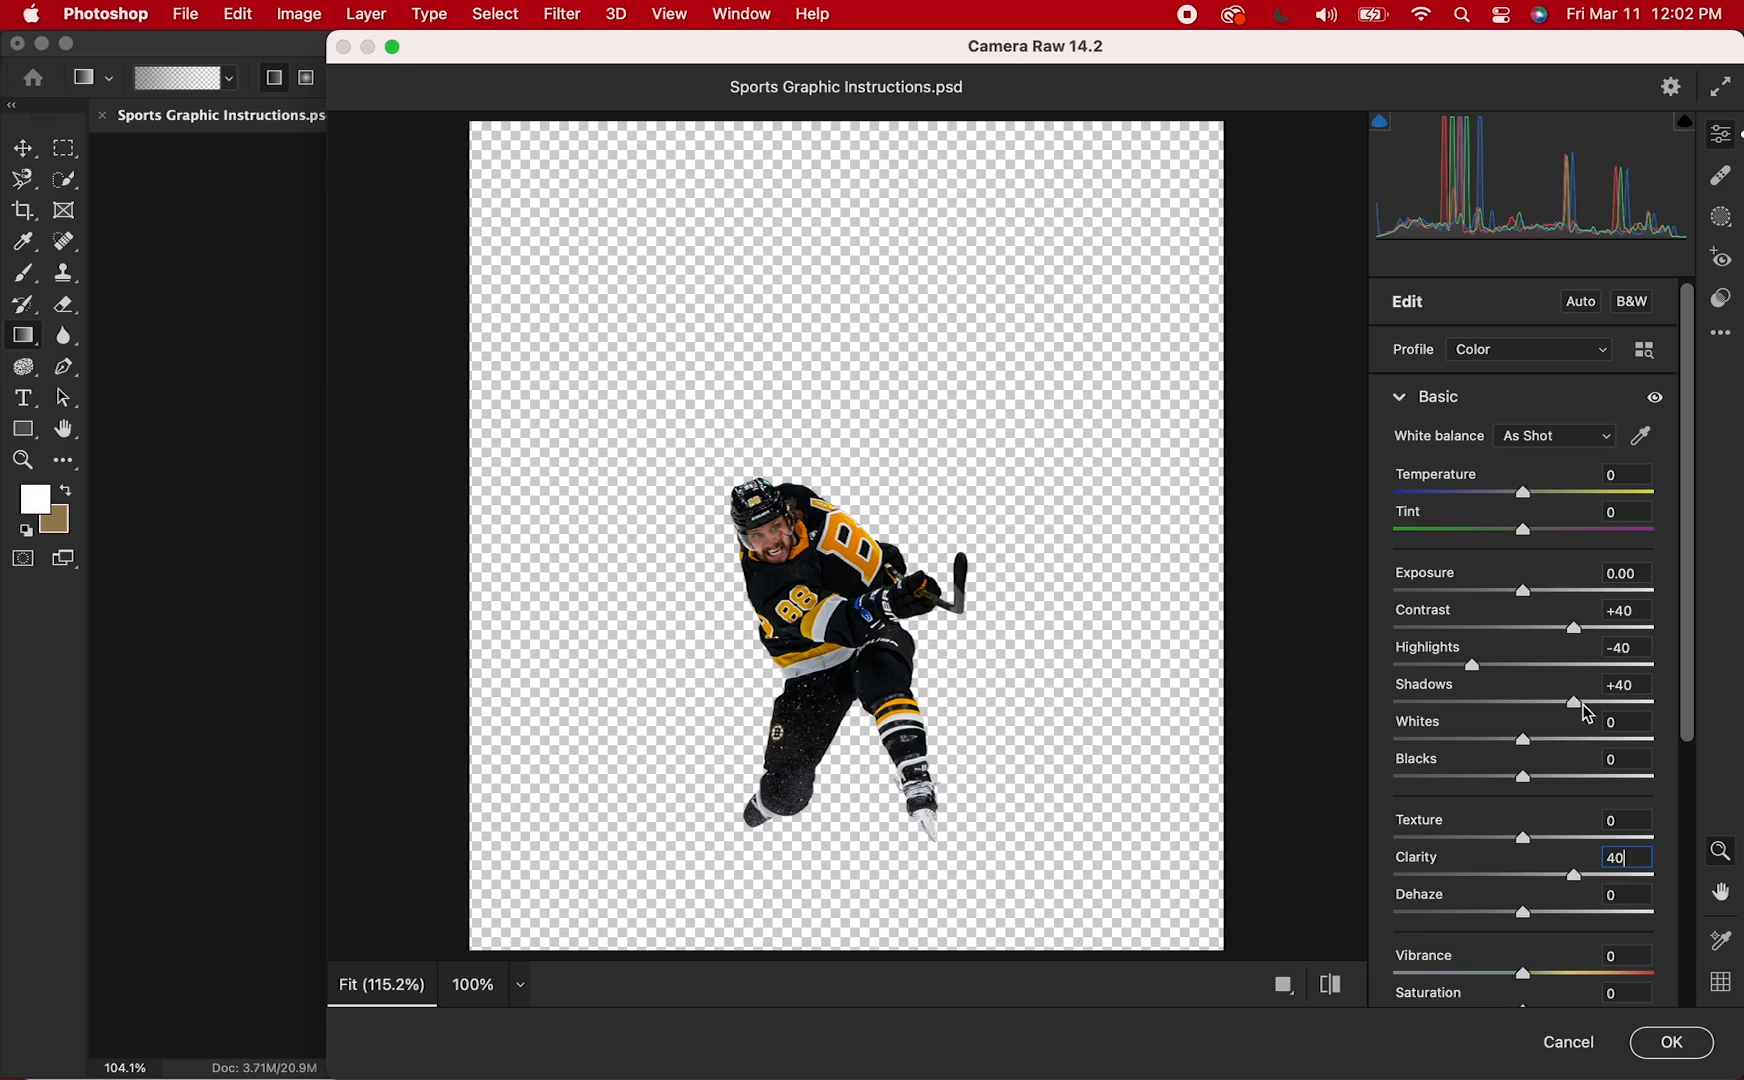 Photoshop File Edit Image Layer Type Select Filter 3D View Window Help Fri Mar 11 12:02 PM
Camera Raw 14.2
Sports Graphic Instructions.psd
× Sports Graphic Instructions.ps
Edit Auto B&W
Profile Color
Basic
White balance As Shot
Temperature 0
Tint 0
Exposure 0.00
Contrast +40
Highlights -40
Shadows +40
Whites 0
Blacks 0
Texture 0
Clarity 40
Dehaze 0
Vibrance 0
Saturation 0
B
88
Fit (115.2%) 100%
Cancel OK
104.1% Doc: 3.71M/20.9M